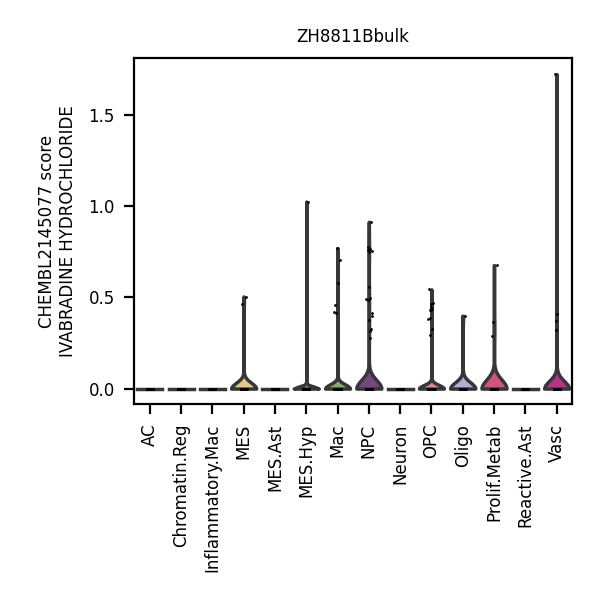 ZH8811Bbulk
CHEMBL2145077 score
IVABRADINE HYDROCHLORIDE
1.5
1.0
0.5
0.0
AC
Chromatin.Reg
Inflammatory.Mac
MES
MES.Ast
MES.Hyp
Mac
NPC
Neuron
OPC
Oligo
Prolif.Metab
Reactive.Ast
Vasc